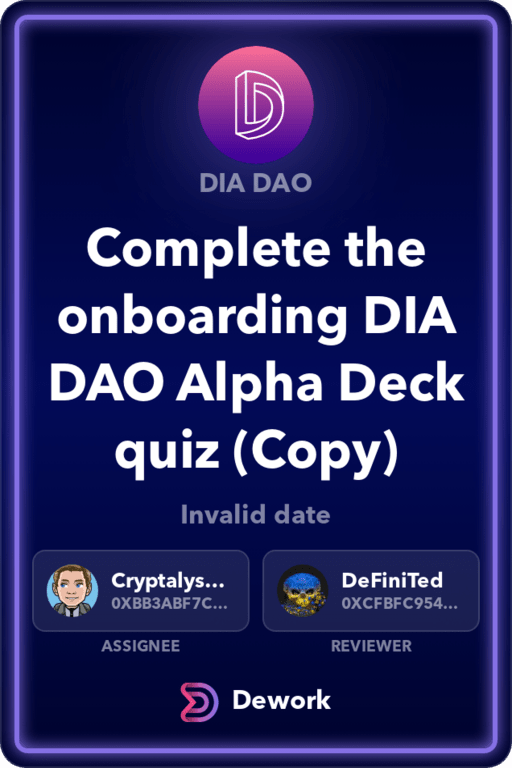 DIA DAO
Complete the
onboarding DIA
DAO Alpha Deck
quiz (Copy)
Invalid date
Cryptalys...
0XBB3ABF7C...
ASSIGNEE
DeFiniTed
0XCFBFC954...
REVIEWER
Dework